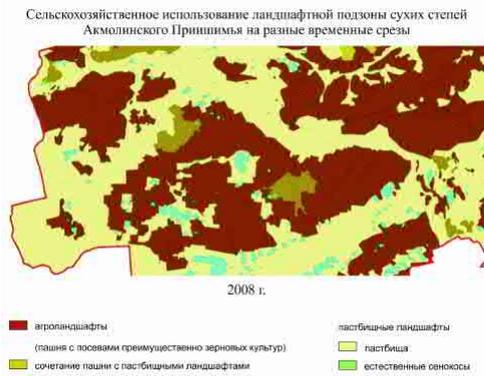 Сельскохозяйственное использование ландшафтной подзоны сухих степей
Акмолинского Приишимья на разные временные срезы
2008 г.
агроландшафты
(пашня с посевами преимущественно зерновых культур)
сочетание пашни с пастбищными ландшафтами
пастбищные ландшафты
пастбища
естественные сенокосы